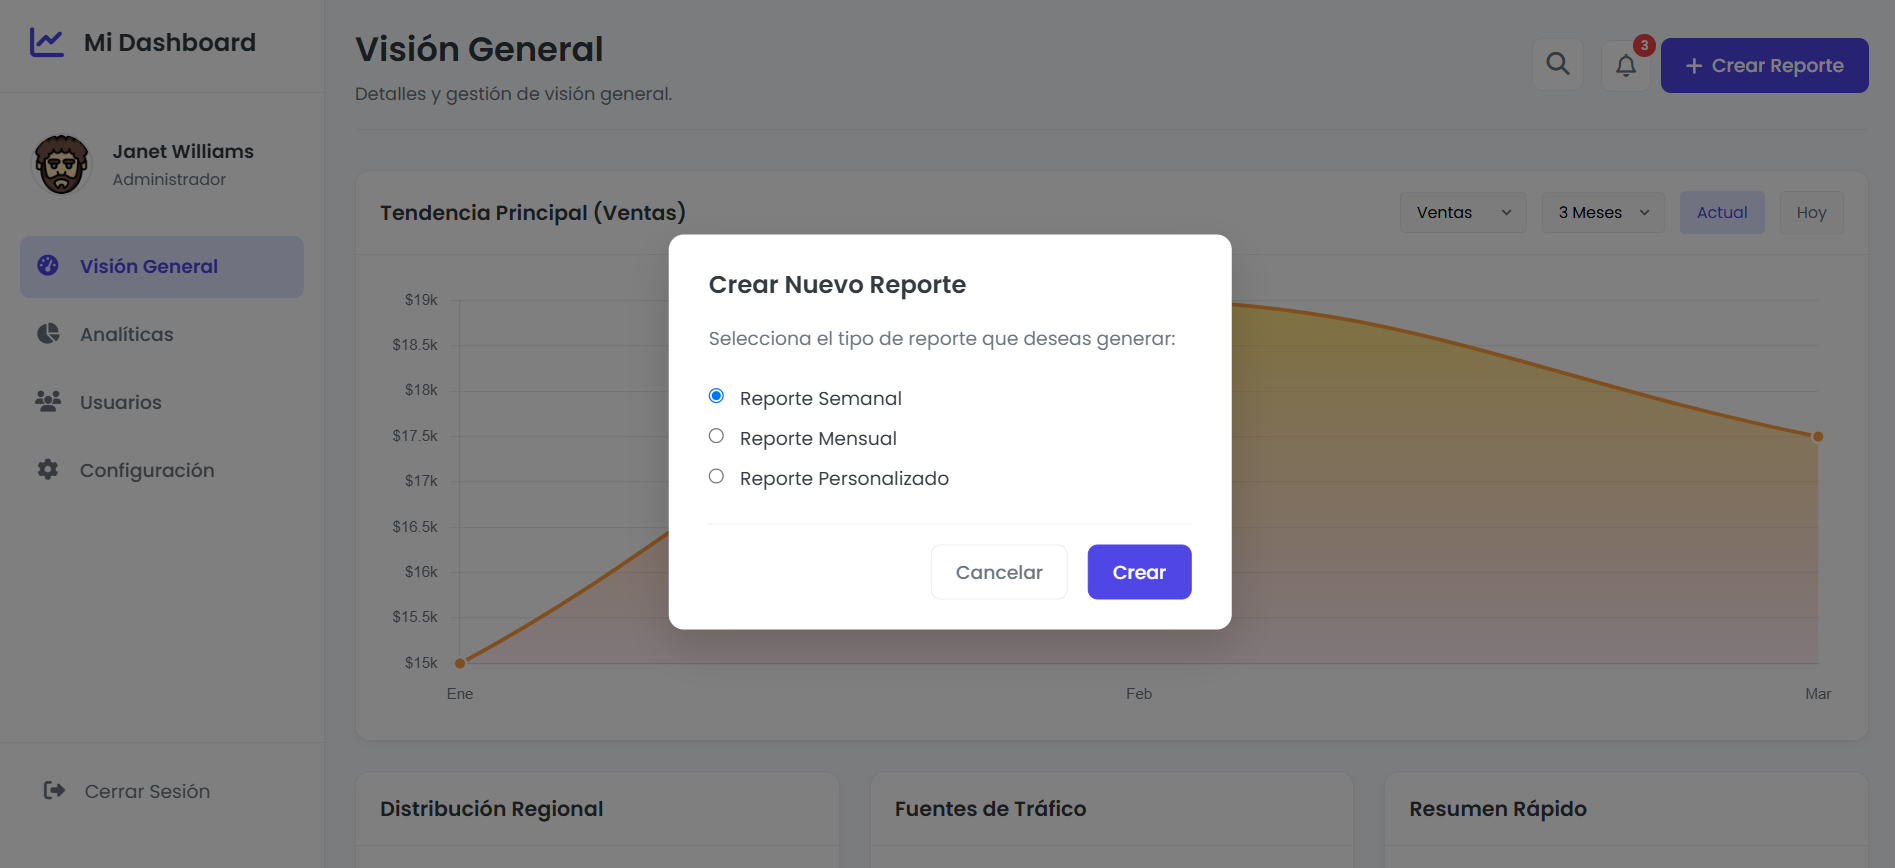 Mi Dashboard
Janet Williams
Administrador
Visión General
Analíticas
Usuarios
Configuración
Cerrar Sesión
Visión General
Detalles y gestión de visión general.
3
Crear Reporte
Tendencia Principal (Ventas)
Ventas
3 Meses
Actual
Hoy
$19k
$18.5k
$18k
$17.5k
$17k
$16.5k
$16k
$15.5k
$15k
Ene
Feb
Mar
Crear Nuevo Reporte
Selecciona el tipo de reporte que deseas generar:
Reporte Semanal
Reporte Mensual
Reporte Personalizado
Cancelar
Crear
Distribución Regional
Fuentes de Tráfico
Resumen Rápido